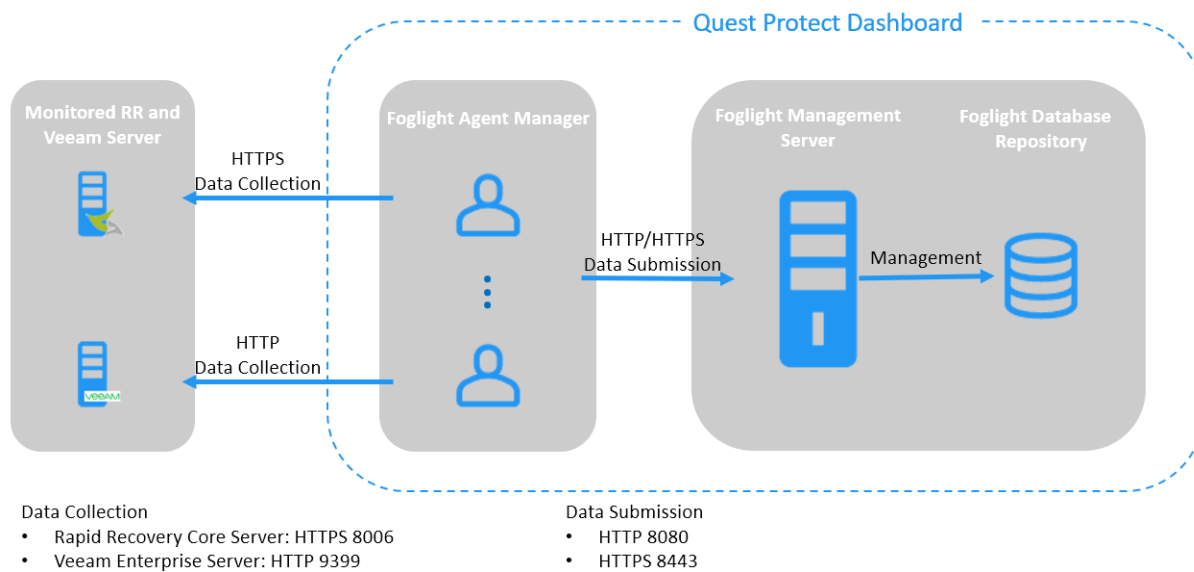 Quest Protect Dashboard
Monitored RR and
Veeam Server
Foglight Agent Manager
Foglight Management
Server
Foglight Database
Repository
HTTPS
Data Collection
HTTP/HTTPS
Data Submission
Management
HTTP
Data Collection
veeAM
Data Collection
• Rapid Recovery Core Server: HTTPS 8006
• Veeam Enterprise Server: HTTP 9399
Data Submission
• HTTP 8080
• HTTPS 8443